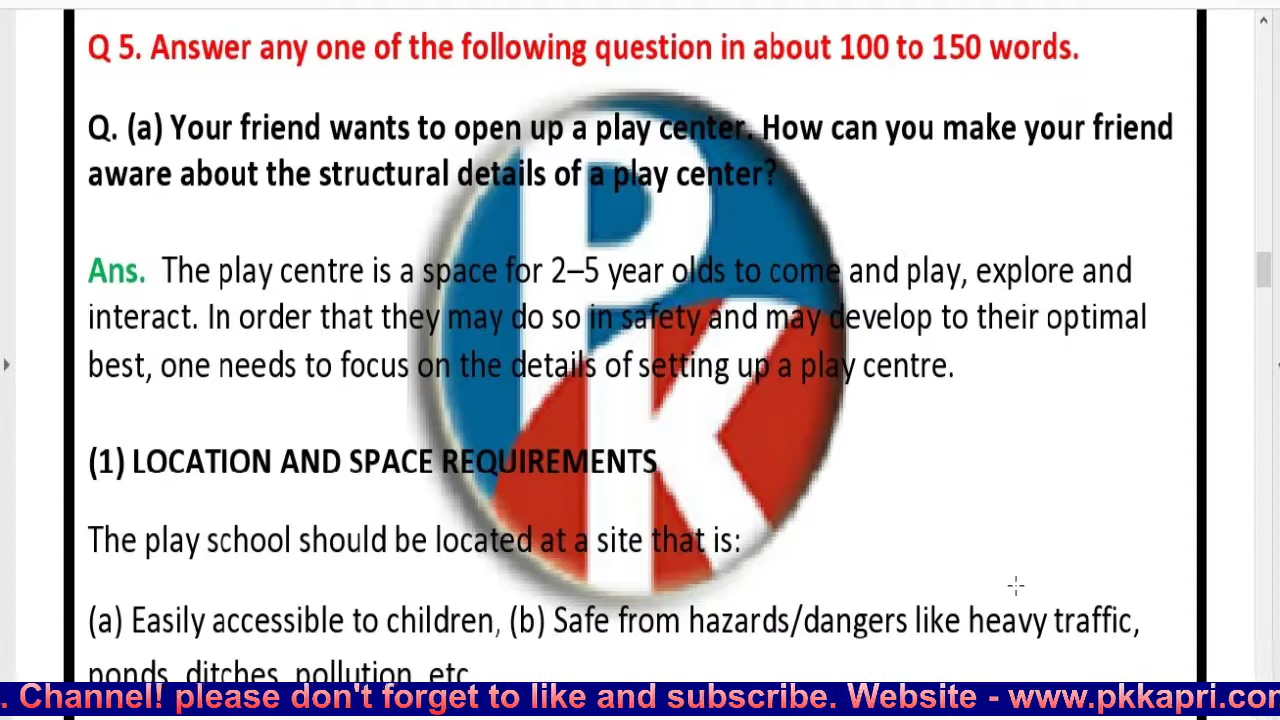 Q 5. Answer any one of the following question in about 100 to 150 words.
Q. (a) Your friend wants to open up a play center. How can you make your friend
aware about the structural details of a play center?
Ans. The play centre is a space for 2–5 year olds to come and play, explore and
interact. In order that they may do so in safety and may develop to their optimal
best, one needs to focus on the details of setting up a play centre.
(1) LOCATION AND SPACE REQUIREMENTS
The play school should be located at a site that is:
(a) Easily accessible to children, (b) Safe from hazards/dangers like heavy traffic,
ponds, ditches, pollution, etc
. Channel! please don't forget to like and subscribe. Website - www.pkkapri.com
PK